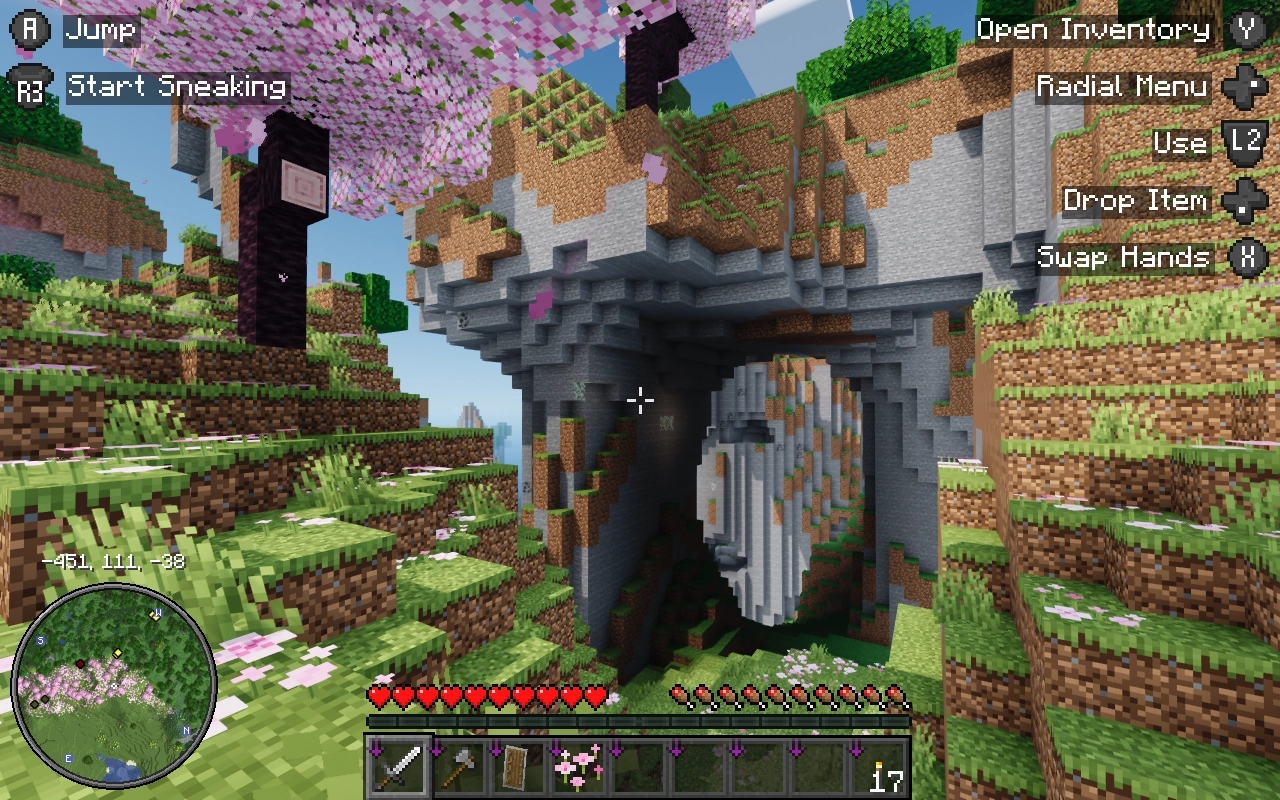 A Jump
R3 Start Sneaking
Open Inventory Y
Radial Menu
Use L2
Drop Item
Swap Hands X
-451, 111, -38
W
S
N
E
17